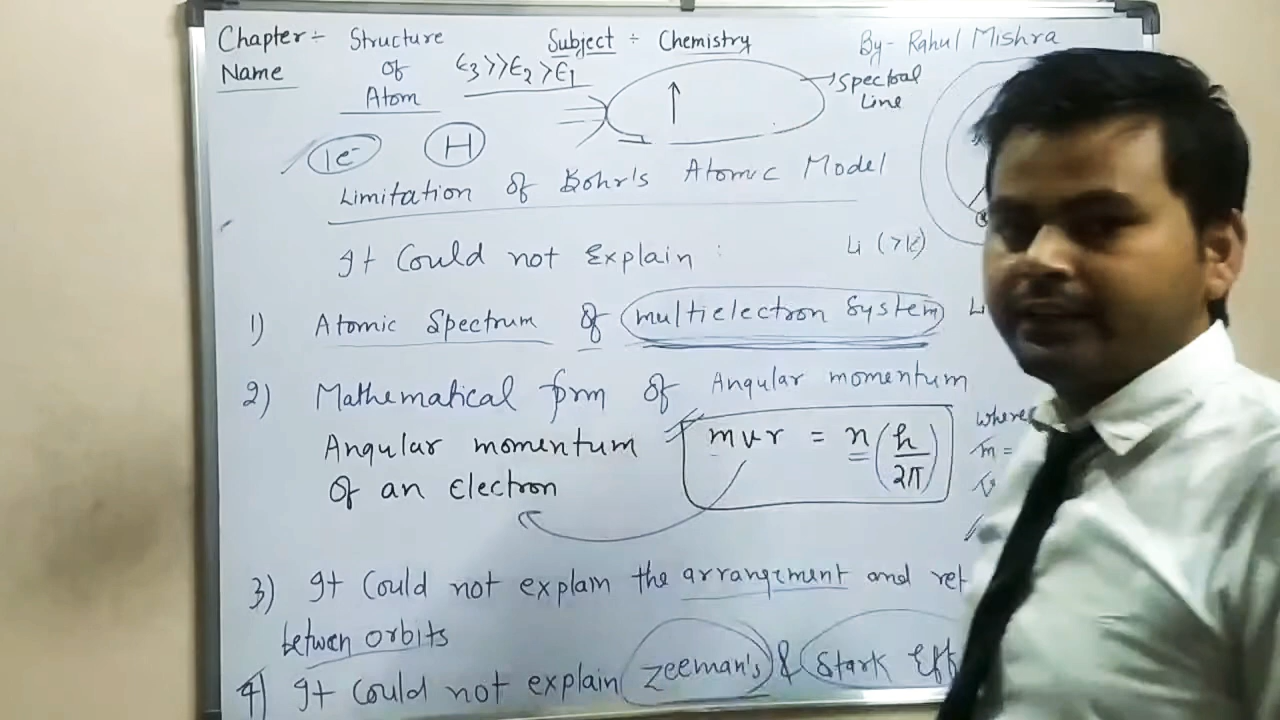 Chapter ÷ Structure Subject ÷ Chemistry By- Rahul Mishra
Name of
Atom
E3>>E2>E1
Spectral
Line
1e- H
Limitation of Bohr's Atomic Model
It Could not Explain :
Li (>1e)
1) Atomic Spectrum of multielectron System
2) Mathematical form of Angular momentum
Angular momentum mvr = n(h/2π)
of an electron
where
m =
v
3) It Could not explain the arrangement and
between orbits
4) It Could not explain Zeeman's & Stark